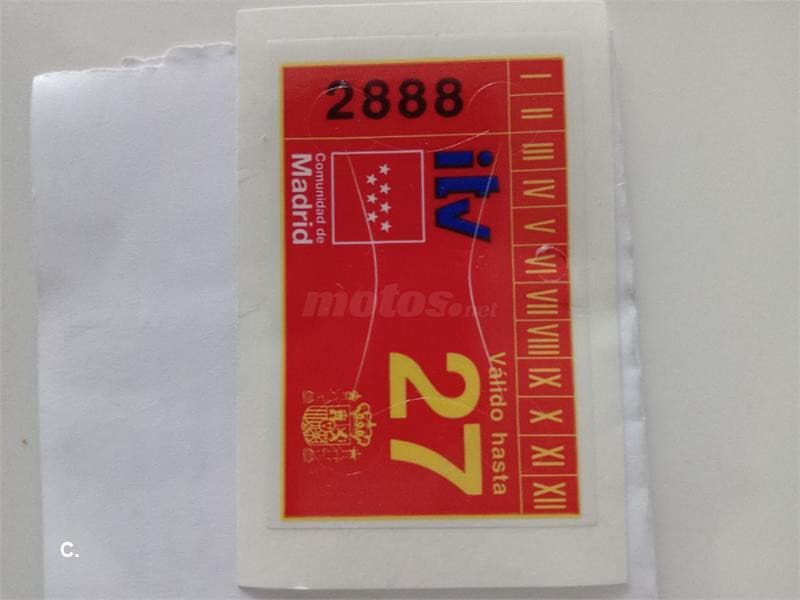 2888
I II III IV V VI VII VIII IX X XI XII
itv
Comunidad de
Madrid
Válido hasta
27
motos.net
C.